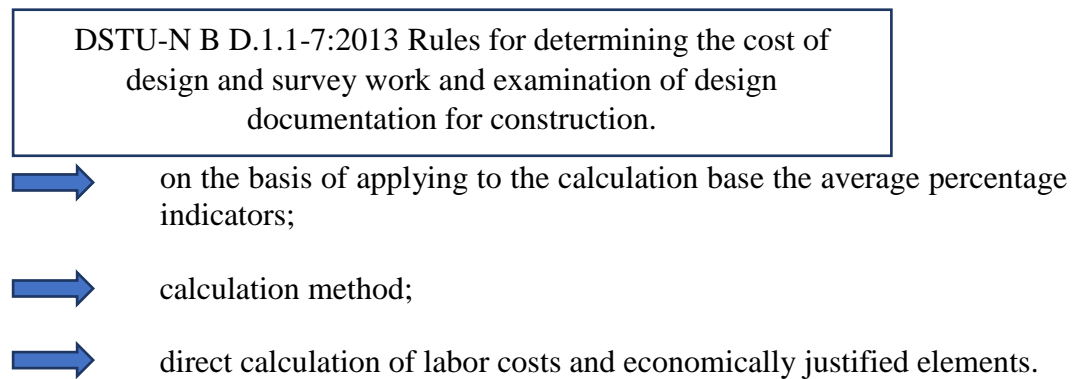 DSTU-N B D.1.1-7:2013 Rules for determining the cost of
design and survey work and examination of design
documentation for construction.
on the basis of applying to the calculation base the average percentage
indicators;
calculation method;
direct calculation of labor costs and economically justified elements.